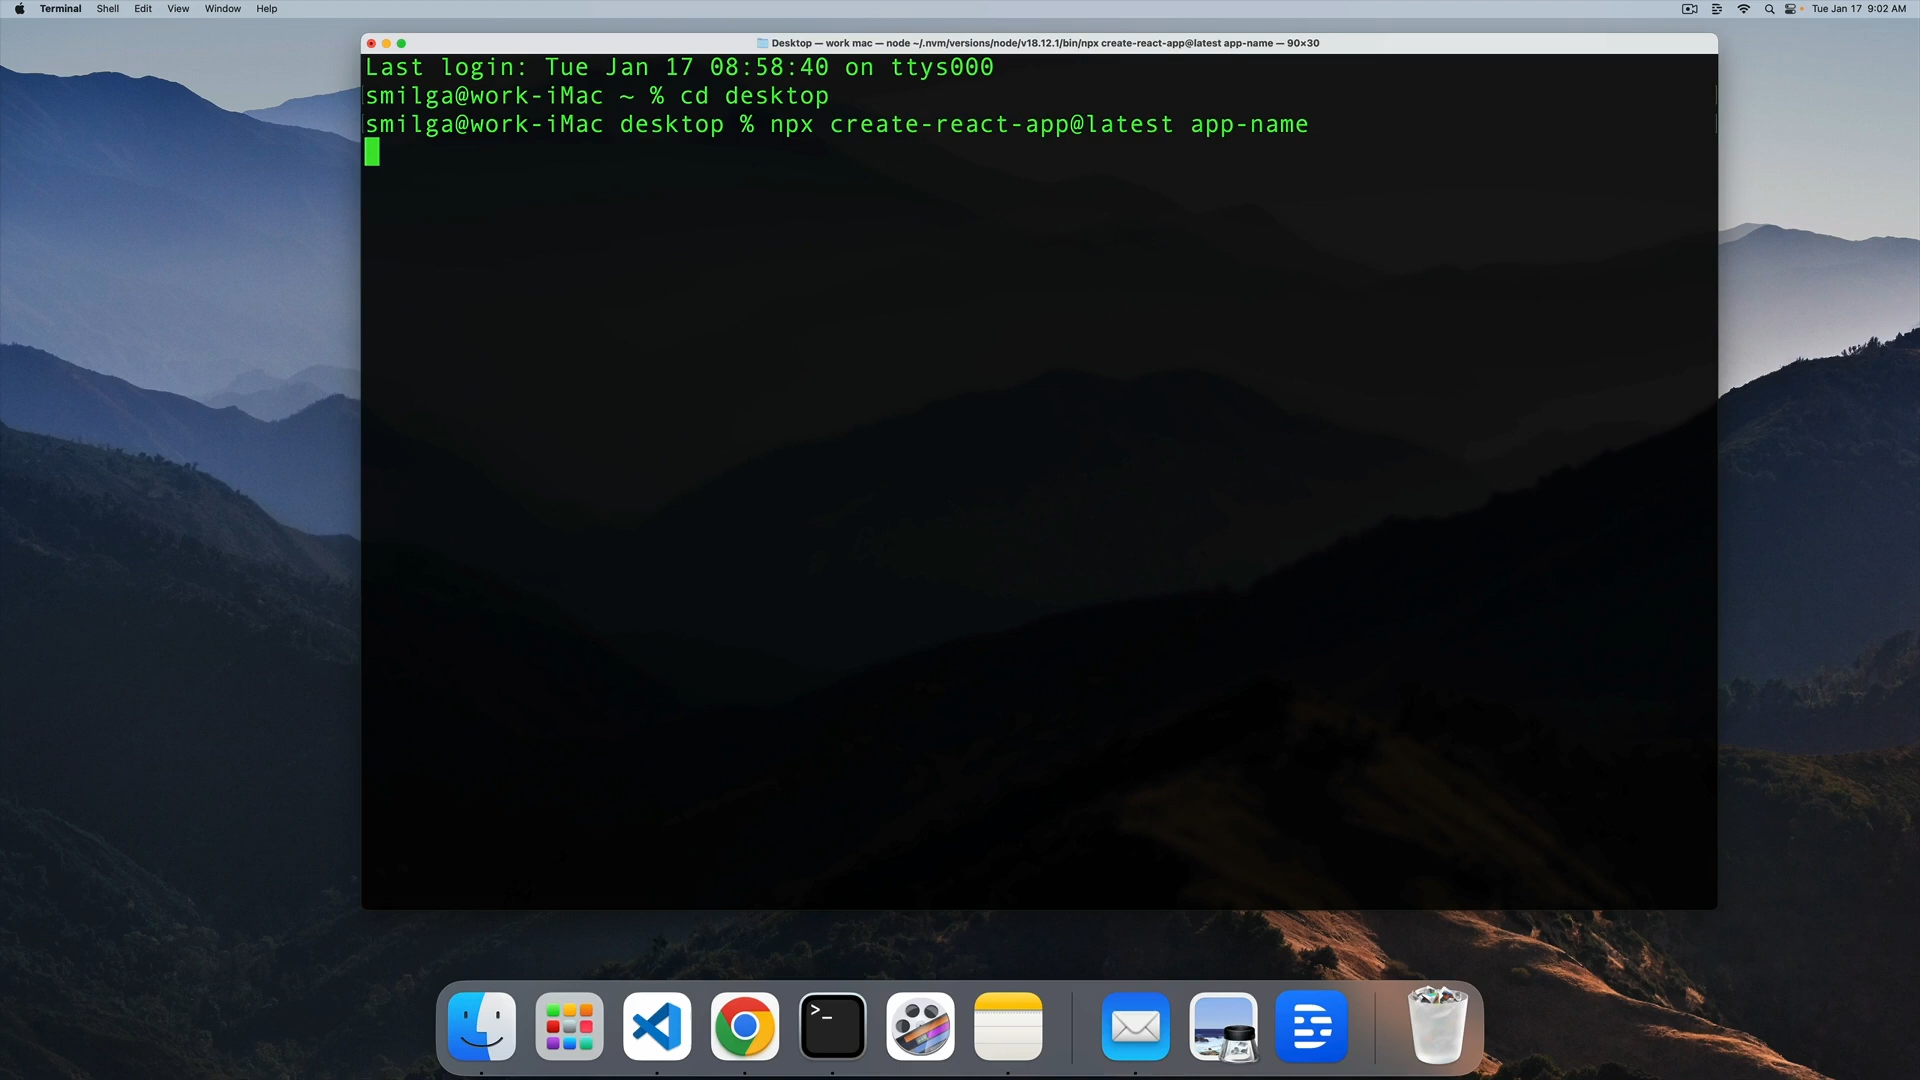 Terminal Shell Edit View Window Help Tue Jan 17 9:02 AM
Desktop — work mac — node ~/.nvm/versions/node/v18.12.1/bin/npx create-react-app@latest app-name — 90×30
Last login: Tue Jan 17 08:58:40 on ttys000
smilga@work-iMac ~ % cd desktop
smilga@work-iMac desktop % npx create-react-app@latest app-name
>_